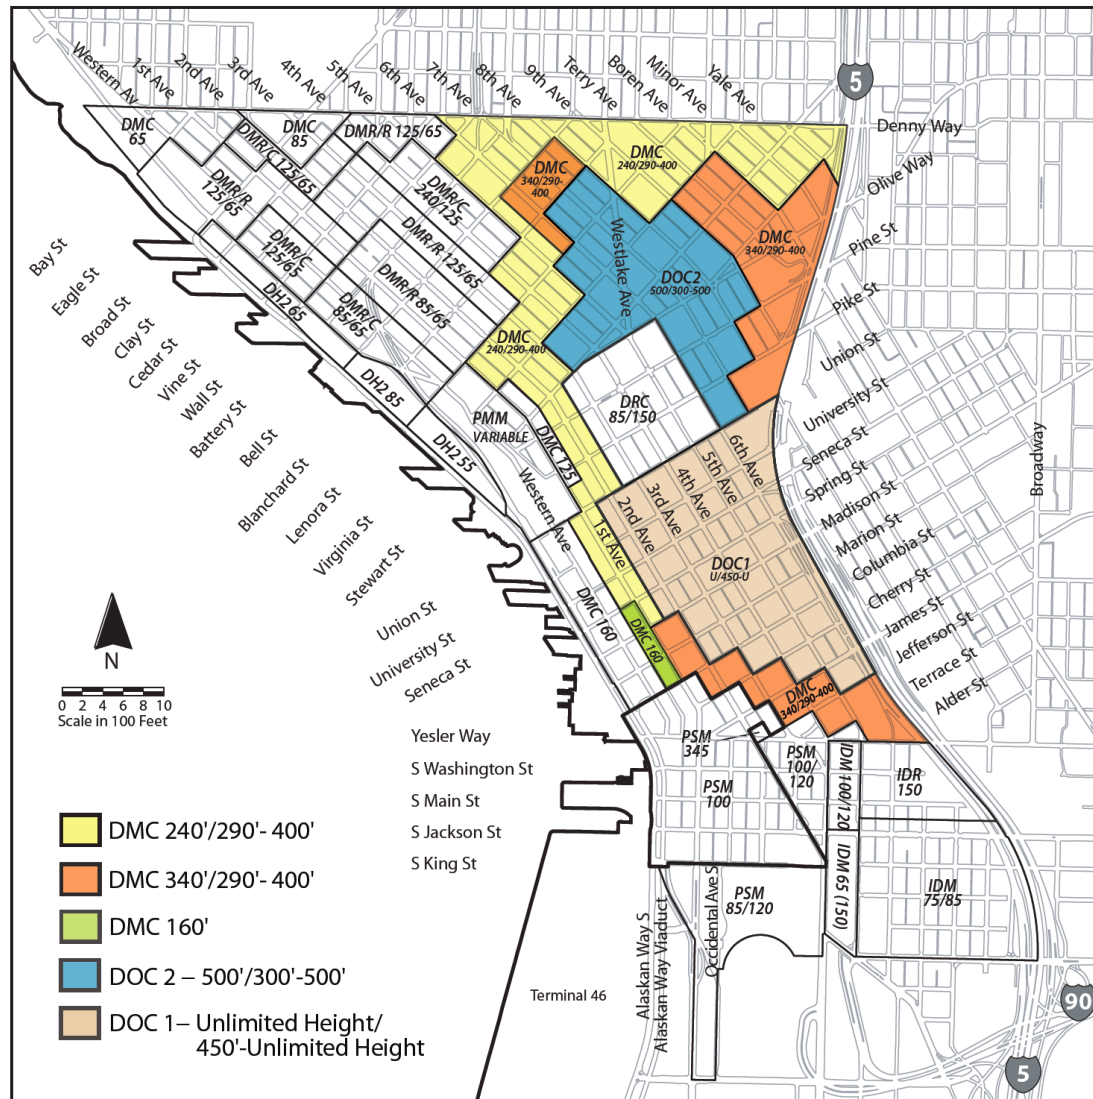 Western Av
1st Ave
2nd Ave
3rd Ave
4th Ave
5th Ave
6th Ave
7th Ave
8th Ave
9th Ave
Terry Ave
Boren Ave
Minor Ave
Yale Ave
5
Denny Way
Olive Way
Pine St
Pike St
Union St
University St
Seneca St
Spring St
Madison St
Marion St
Columbia St
Cherry St
James St
Jefferson St
Terrace St
Alder St
Broadway
DMC
65
DMR/C 125/65
DMC
85
DMR/R 125/65
DMR/R
125/65
DMR/C
240/125
DMC
340/290-
400
DMC
240/290-400
DMC
340/290-400
Westlake Ave
DOC2
500/300-500
DMR/C
125/65
DMR/R 125/65
DMR/R 85/65
DMR/C
85/65
DH2 65
DH2 85
DH2 55
DMC
240/290-400
PMM
VARIABLE
DMC 125
DRC
85/150
Western Ave
1st Ave
2nd Ave
3rd Ave
4th Ave
5th Ave
6th Ave
DOC1
U/450-U
DMC 160
DMC 160
DMC
340/290-400
PSM
345
PSM
100
PSM
100/
120
IDM 100/120
IDR
150
IDM 65 (150)
IDM
75/85
PSM
85/120
Occidental Ave S
Alaskan Way S
Alaskan Way Viaduct
Terminal 46
90
5
Bay St
Eagle St
Broad St
Clay St
Cedar St
Vine St
Wall St
Battery St
Bell St
Blanchard St
Lenora St
Virginia St
Stewart St
Union St
University St
Seneca St
Yesler Way
S Washington St
S Main St
S Jackson St
S King St
N
0 2 4 6 8 10
Scale in 100 Feet
DMC 240'/290'- 400'
DMC 340'/290'- 400'
DMC 160'
DOC 2 – 500'/300'-500'
DOC 1– Unlimited Height/
450'-Unlimited Height